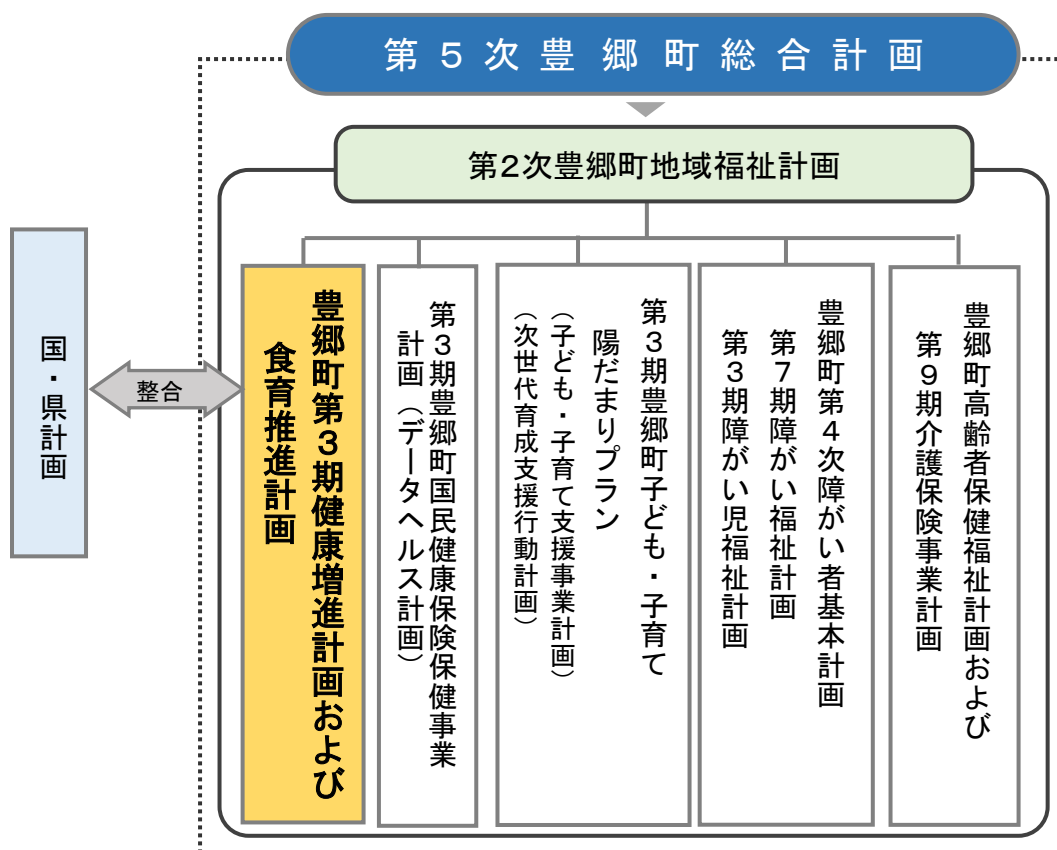 第５次豊郷町総合計画
第2次豊郷町地域福祉計画
国・県計画
整合
豊郷町第３期健康増進計画および
食育推進計画
第３期豊郷町国民健康保険保健事業
計画（データヘルス計画）
第３期豊郷町子ども・子育て
陽だまりプラン
（子ども・子育て支援事業計画）
（次世代育成支援行動計画）
豊郷町第４次障がい者基本計画
第７期障がい福祉計画
第３期障がい児福祉計画
豊郷町高齢者保健福祉計画および
第９期介護保険事業計画